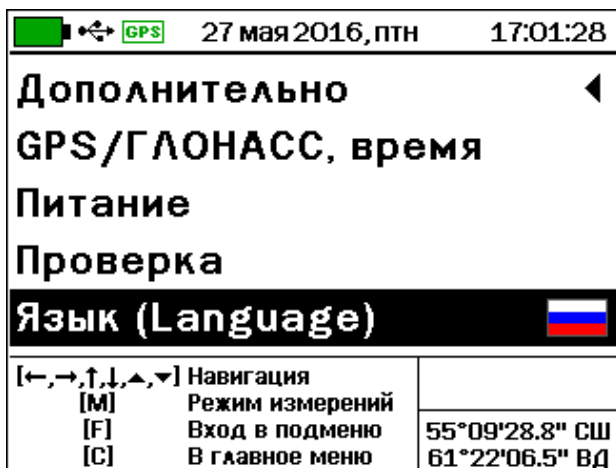 GPS 27 мая 2016, птн 17:01:28
Дополнительно
GPS/ГЛОНАСС, время
Питание
Проверка
Язык (Language)
[←,→,↑,↓,▲,▼] Навигация
[M] Режим измерений
[F] Вход в подменю
[C] В главное меню
55°09'28.8" СШ
61°22'06.5" ВД